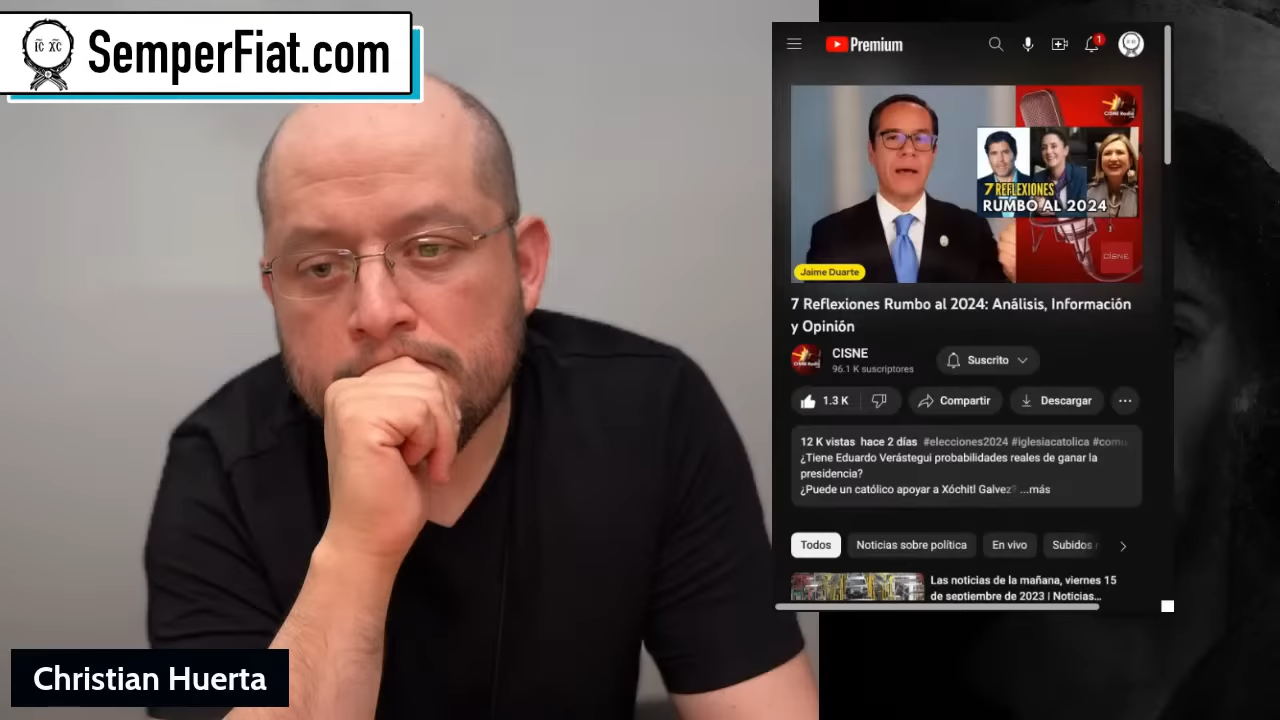 IC XC
SemperFiat.com
Christian Huerta
Premium
1
CISNE Radio
7 REFLEXIONES
RUMBO AL 2024
CISNE
Jaime Duarte
7 Reflexiones Rumbo al 2024: Análisis, Información
y Opinión
CISNE
96.1 K suscriptores
Suscrito
1.3 K
Compartir
Descargar
12 K vistas hace 2 días #elecciones2024 #iglesiacatolica #comu
¿Tiene Eduardo Verástegui probabilidades reales de ganar la
presidencia?
¿Puede un católico apoyar a Xóchitl Galvez? ...más
Todos
Noticias sobre política
En vivo
Subidos
Las noticias de la mañana, viernes 15
de septiembre de 2023 | Noticias...